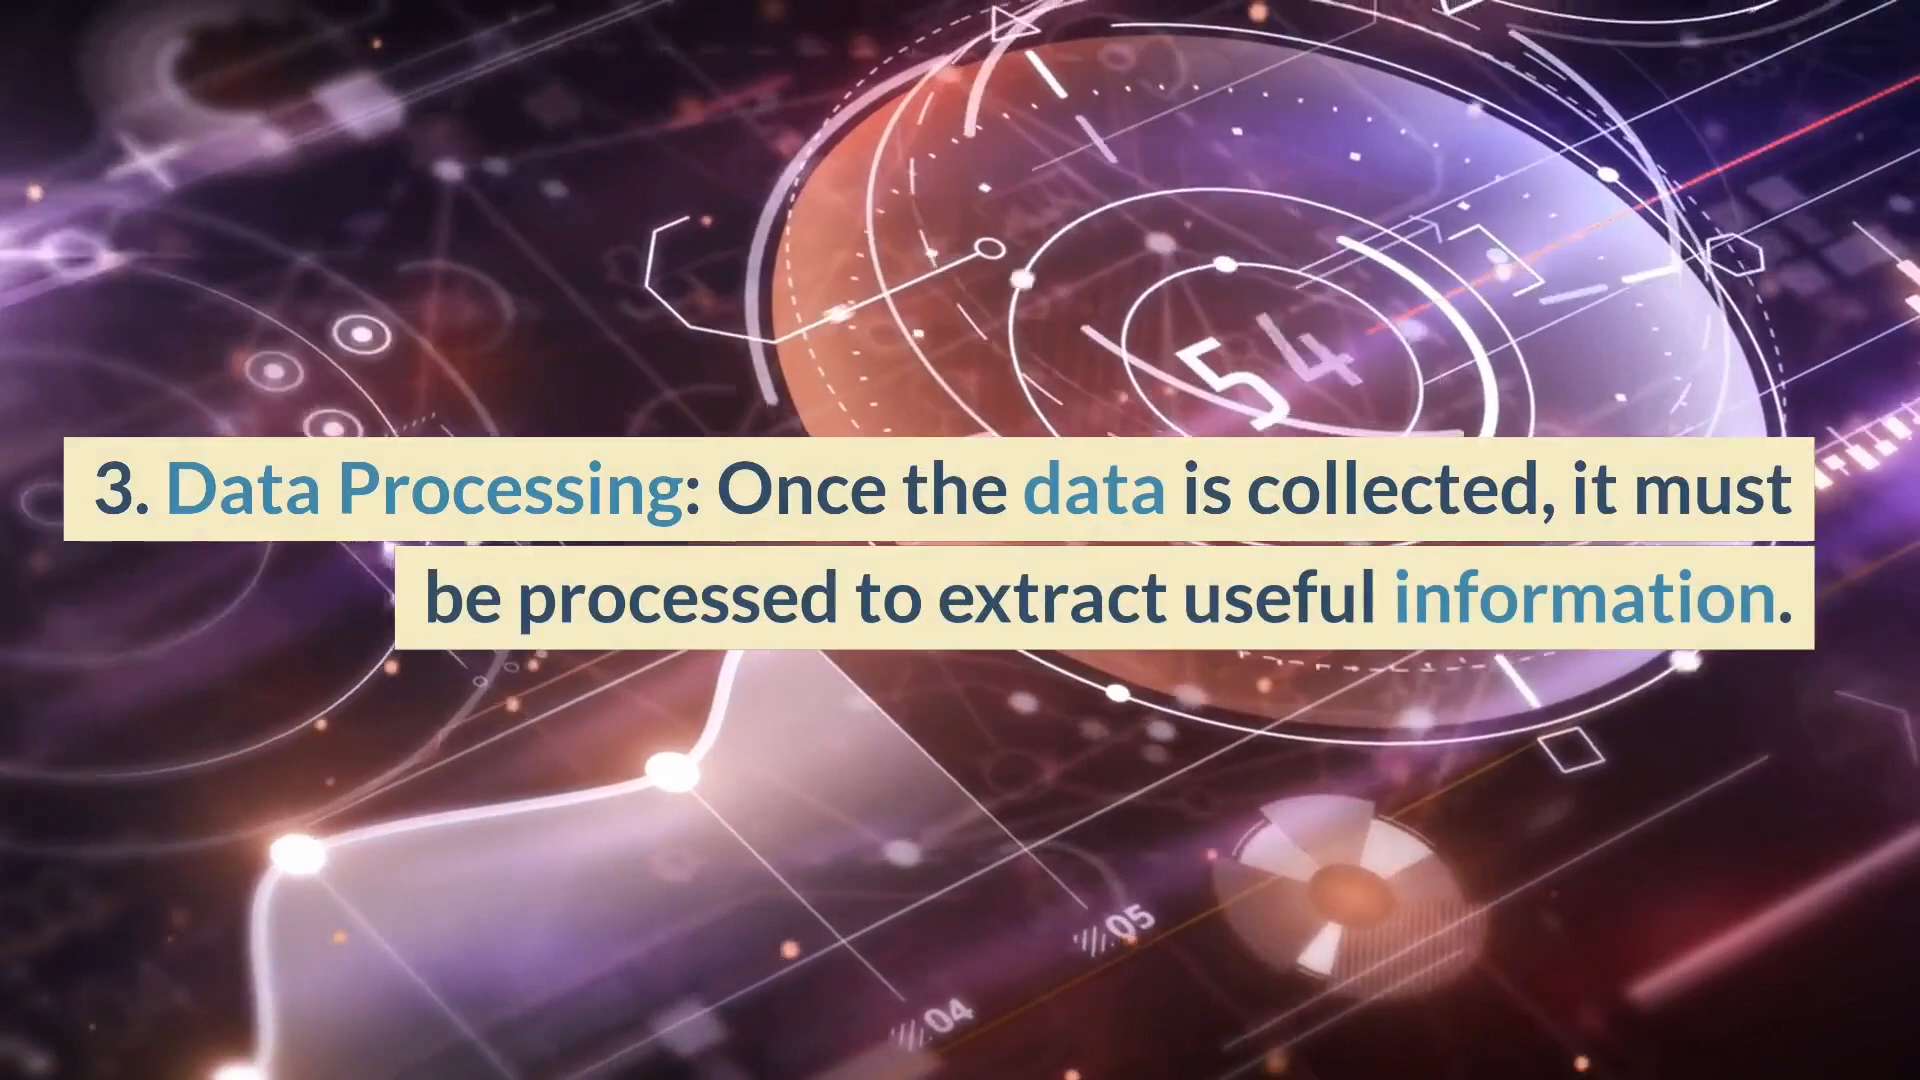 54
3. Data Processing: Once the data is collected, it must
be processed to extract useful information.
05
04